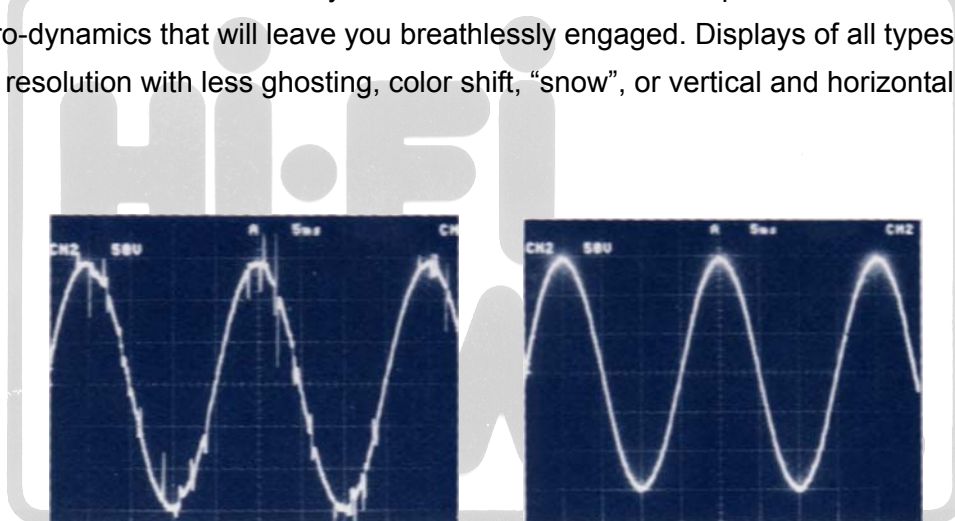 ro-dynamics that will leave you breathlessly engaged. Displays of all types
resolution with less ghosting, color shift, “snow”, or vertical and horizontal
Hi-Fi
A 5ms
CH2 50V
A 5ms CH2
CH2 50V